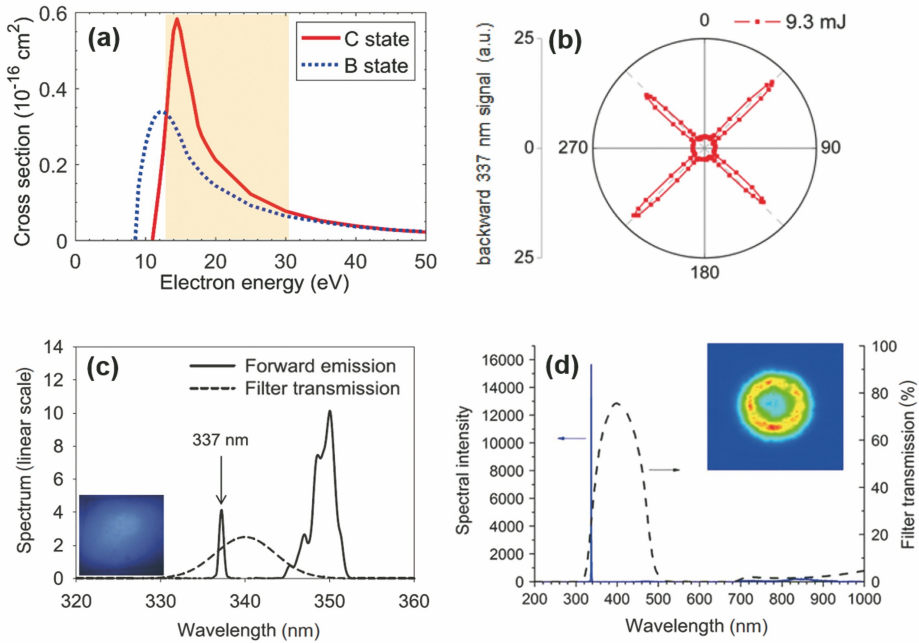 (a)
C state
B state
Cross section (10⁻¹⁶ cm²)
0.6
0.4
0.2
0
0 10 20 30 40 50
Electron energy (eV)
(b)
0
9.3 mJ
backward 337 nm signal (a.u.)
25
0
25
270
90
180
(c)
Forward emission
Filter transmission
337 nm
Spectrum (linear scale)
14
12
10
8
6
4
2
0
320 330 340 350 360
Wavelength (nm)
(d)
Spectral intensity
16000
14000
12000
10000
8000
6000
4000
2000
0
100
80
60
40
20
0
Filter transmission (%)
200 300 400 500 600 700 800 900 1000
Wavelength (nm)